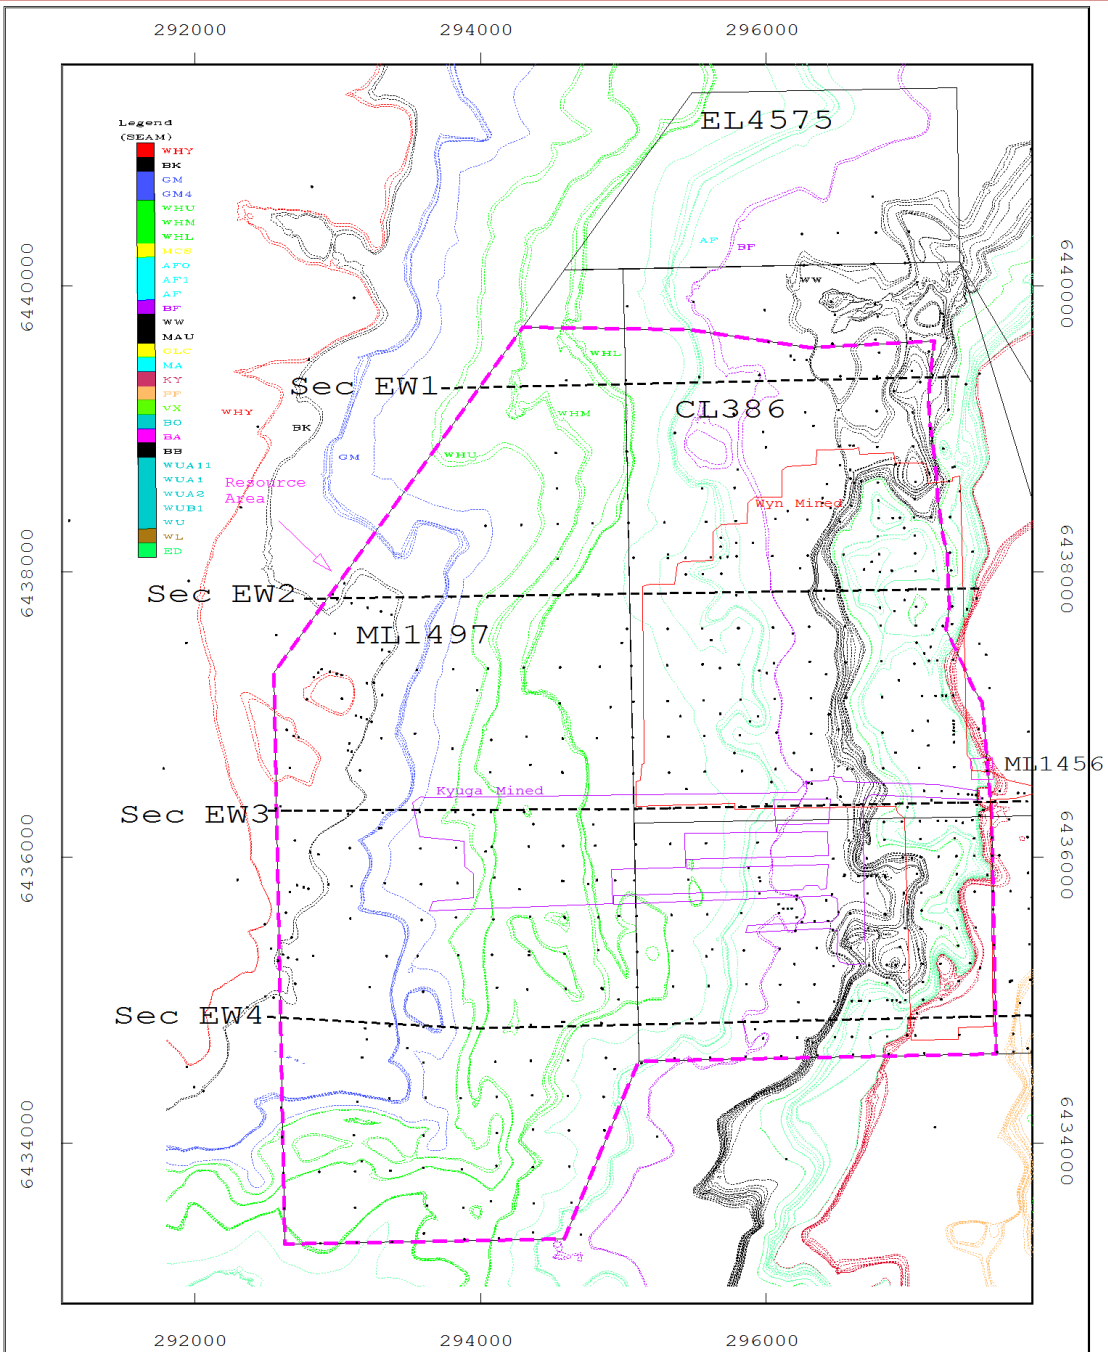 292000 294000 296000
EL4575
Legend
(SEAM)
WHY
BK
GM
GM4
WHU
WHM
WHL
AF0
AF1
AF
BF
WW
MAU
OLC
MA
KY
PF
VX
BO
BA
BB
WUA11
WUA1
WUA2
WUB1
WU
WL
ED
AF
BF
WW
6440000
6440000
WHL
Sec EW1
CL386
WHY
BK
WHM
GM
WHU
Resource
Area
Wyn Mined
6438000
6438000
Sec EW2
ML1497
ML1456
Kyuga Mined
Sec EW3
6436000
6436000
Sec EW4
6434000
6434000
292000 294000 296000